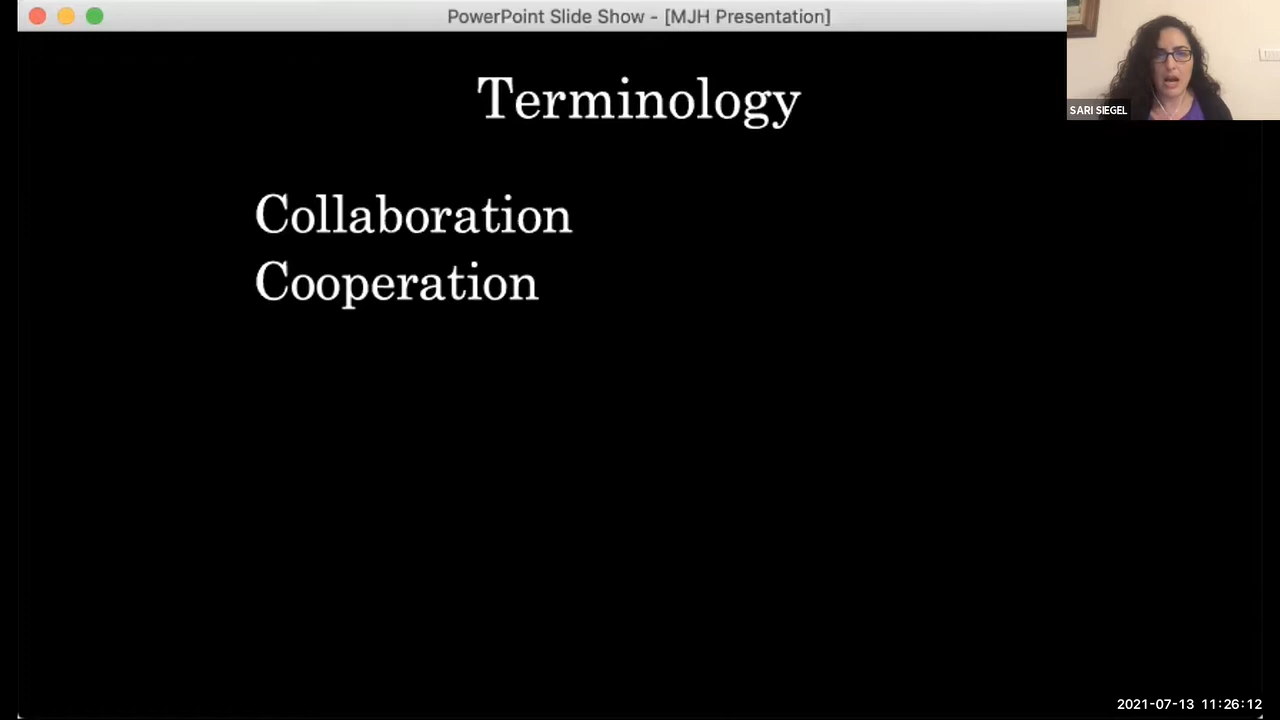 PowerPoint Slide Show - [MJH Presentation]
SARI SIEGEL
Terminology
Collaboration
Cooperation
2021-07-13 11:26:12